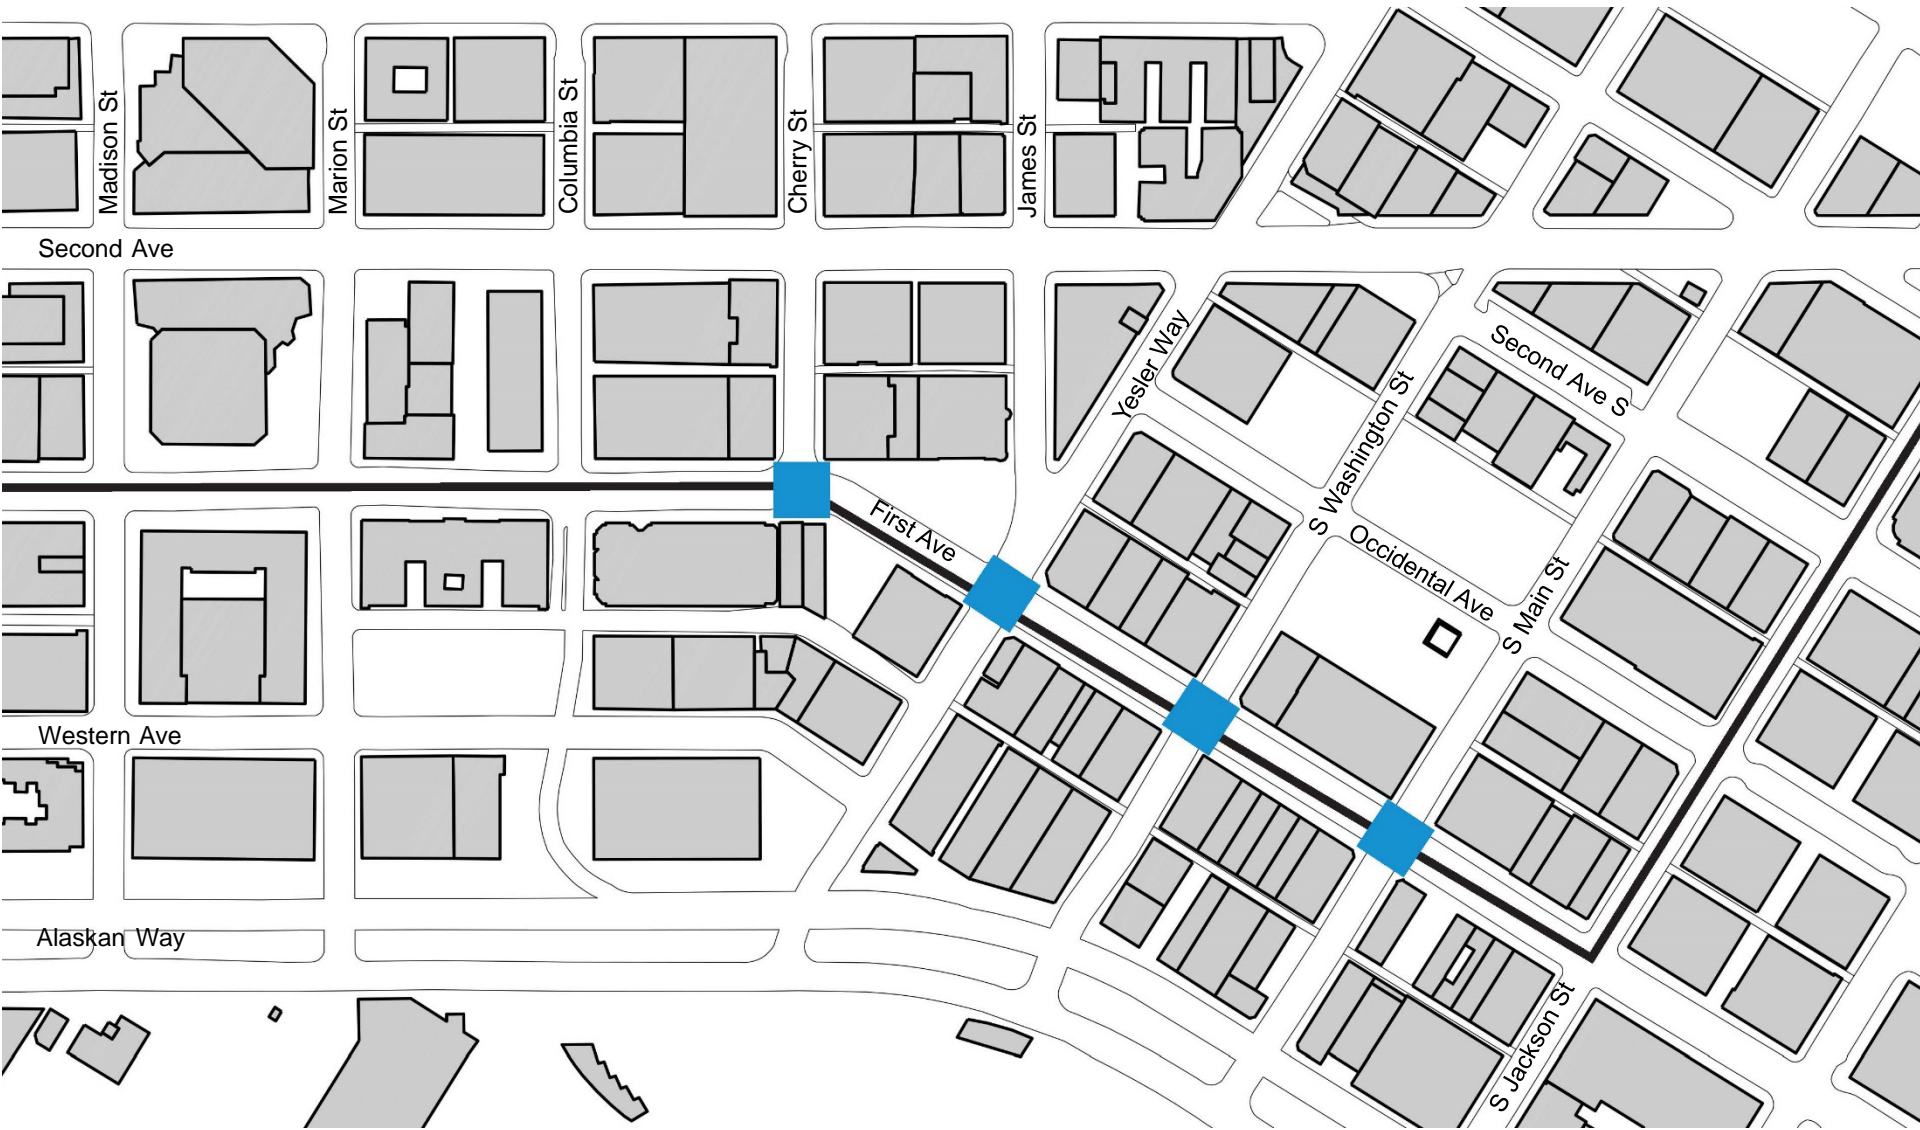 Madison St
Marion St
Columbia St
Cherry St
James St
Second Ave
Yesler Way
Second Ave S
S Washington St
First Ave
Occidental Ave
S Main St
Western Ave
Alaskan Way
S Jackson St